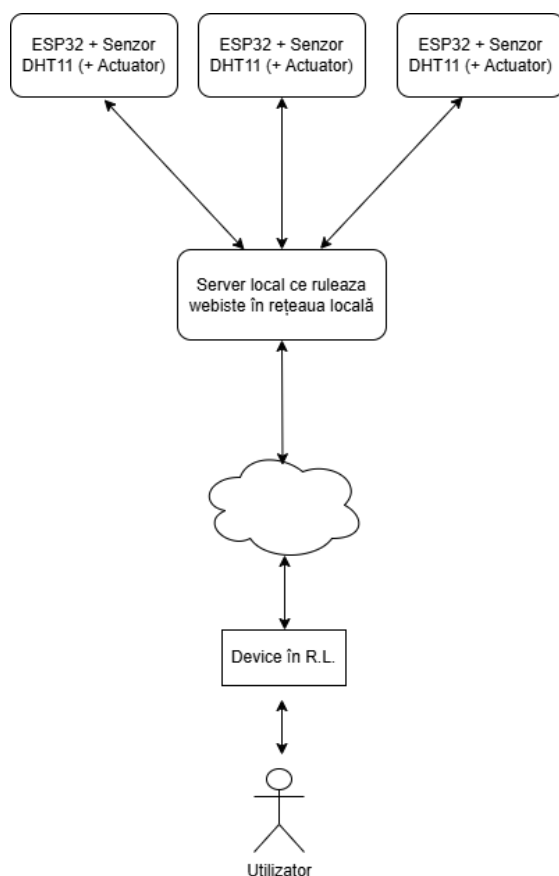 ESP32 + Senzor
DHT11 (+ Actuator)
ESP32 + Senzor
DHT11 (+ Actuator)
ESP32 + Senzor
DHT11 (+ Actuator)
Server local ce ruleaza
webiste în rețeaua locală
Device în R.L.
Utilizator